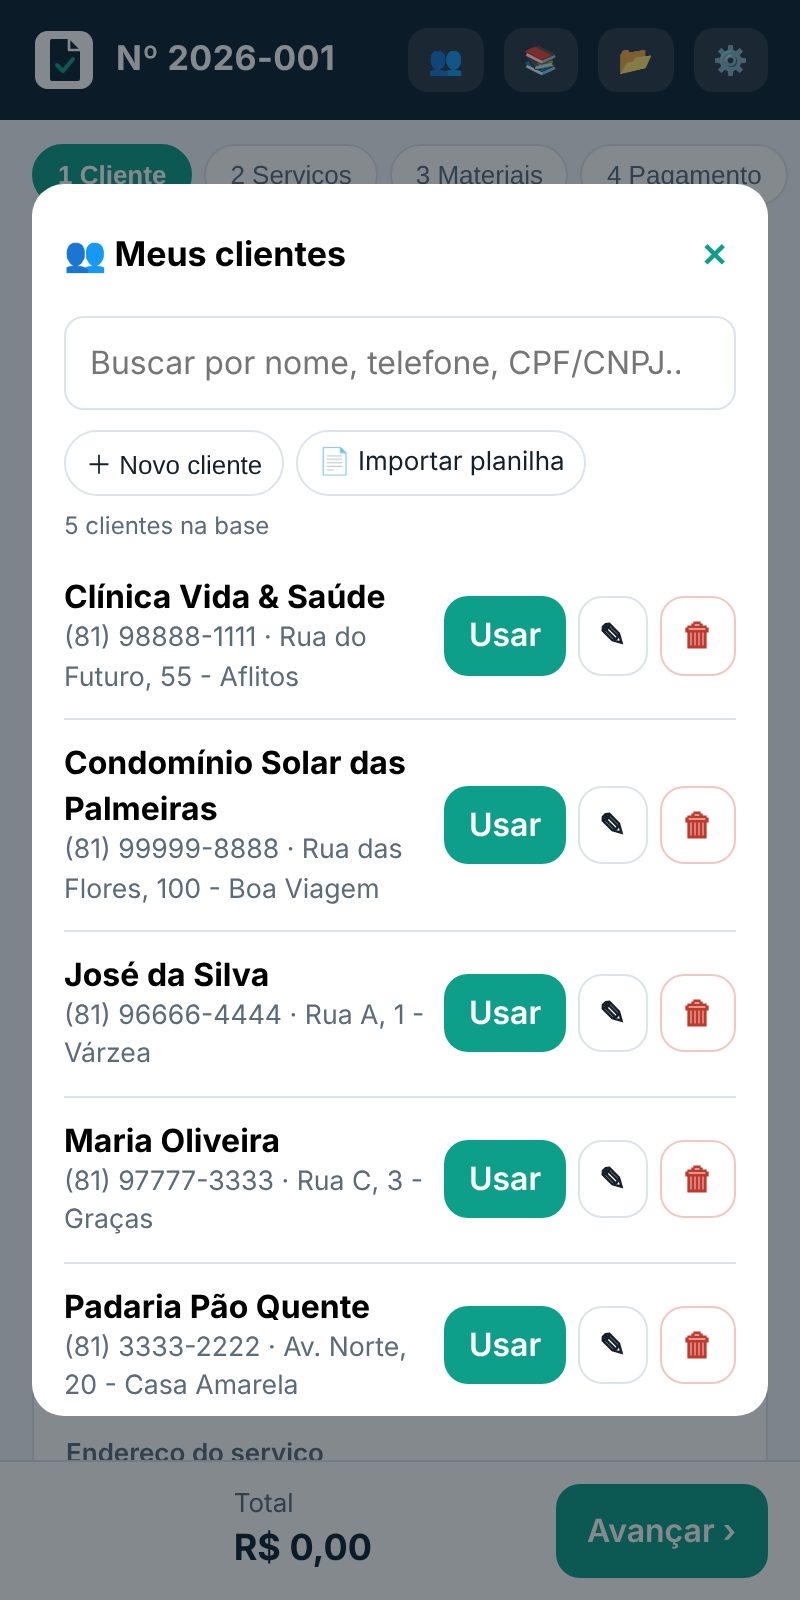 Nº 2026-001
1 Cliente
2 Serviços
3 Materiais
4 Pagamento
👥 Meus clientes
✕
Buscar por nome, telefone, CPF/CNPJ..
+ Novo cliente
📄 Importar planilha
5 clientes na base
Clínica Vida & Saúde
(81) 98888-1111 · Rua do
Futuro, 55 - Aflitos
Usar
Condomínio Solar das
Palmeiras
(81) 99999-8888 · Rua das
Flores, 100 - Boa Viagem
Usar
José da Silva
(81) 96666-4444 · Rua A, 1 -
Várzea
Usar
Maria Oliveira
(81) 97777-3333 · Rua C, 3 -
Graças
Usar
Padaria Pão Quente
(81) 3333-2222 · Av. Norte,
20 - Casa Amarela
Usar
Endereço do serviço
Total
R$ 0,00
Avançar ›